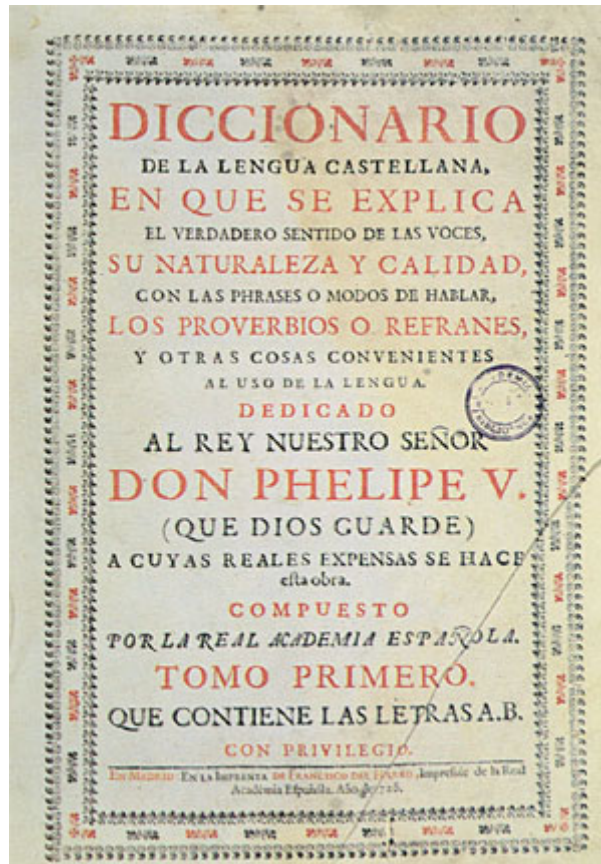 DICCIONARIO
DE LA LENGUA CASTELLANA,
EN QUE SE EXPLICA
EL VERDADERO SENTIDO DE LAS VOCES,
SU NATURALEZA Y CALIDAD,
CON LAS PHRASES O MODOS DE HABLAR,
LOS PROVERBIOS O REFRANES,
Y OTRAS COSAS CONVENIENTES
AL USO DE LA LENGUA.
DEDICADO
AL REY NUESTRO SEÑOR
DON PHELIPE V.
(QUE DIOS GUARDE)
A CUYAS REALES EXPENSAS SE HACE
esta obra.
COMPUESTO
POR LA REAL ACADEMIA ESPAÑOLA.
TOMO PRIMERO.
QUE CONTIENE LAS LETRAS A.B.
CON PRIVILEGIO.
EN MADRID: EN LA IMPRENTA DE FRANCISCO DEL HIERRO, Impressór de la Real
Académia Españóla. Año de